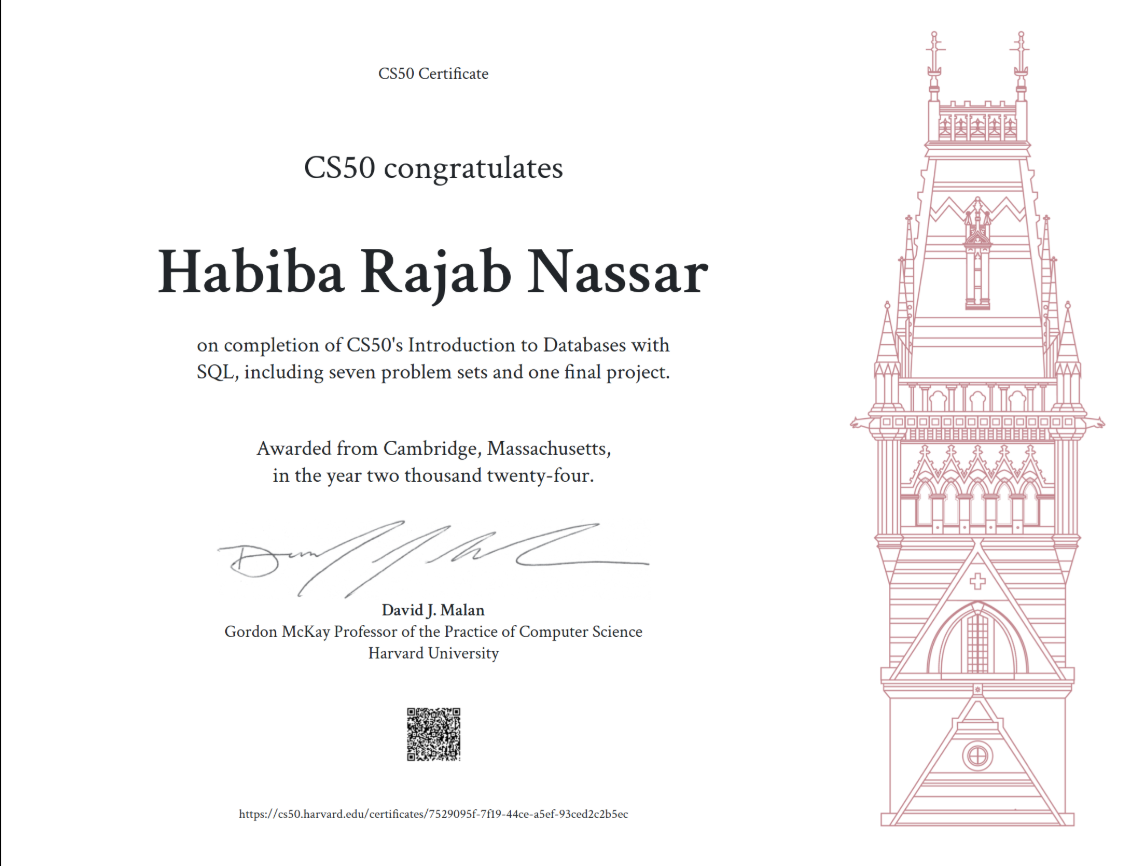 CS50 Certificate
CS50 congratulates
Habiba Rajab Nassar
on completion of CS50's Introduction to Databases with
SQL, including seven problem sets and one final project.
Awarded from Cambridge, Massachusetts,
in the year two thousand twenty-four.
David J. Malan
Gordon McKay Professor of the Practice of Computer Science
Harvard University
https://cs50.harvard.edu/certificates/7529095f-7f19-44ce-a5ef-93ced2c2b5ec